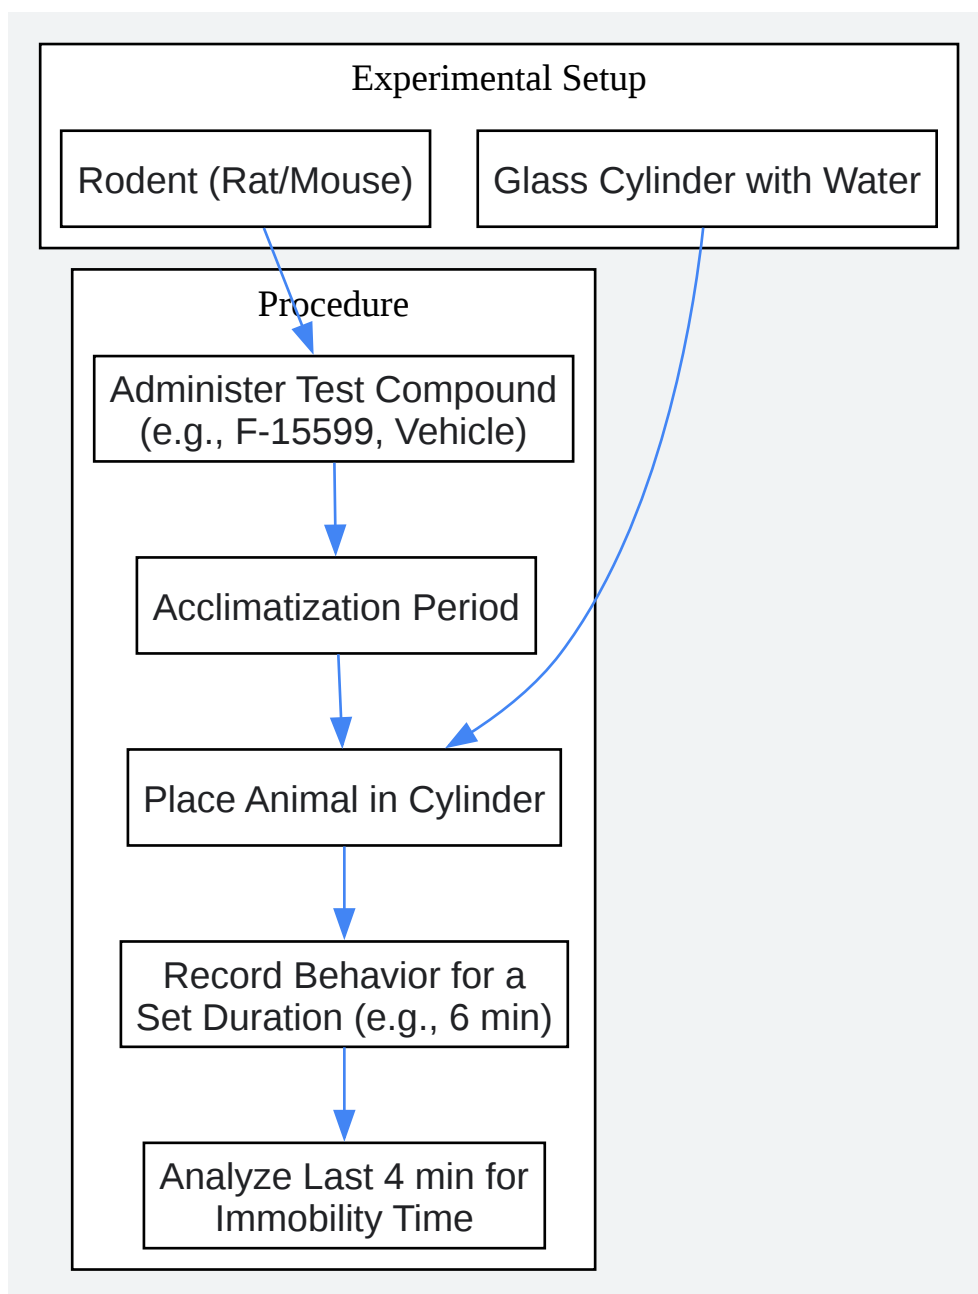 Experimental Setup
Rodent (Rat/Mouse)
Glass Cylinder with Water
Procedure
Administer Test Compound
(e.g., F-15599, Vehicle)
Acclimatization Period
Place Animal in Cylinder
Record Behavior for a
Set Duration (e.g., 6 min)
Analyze Last 4 min for
Immobility Time